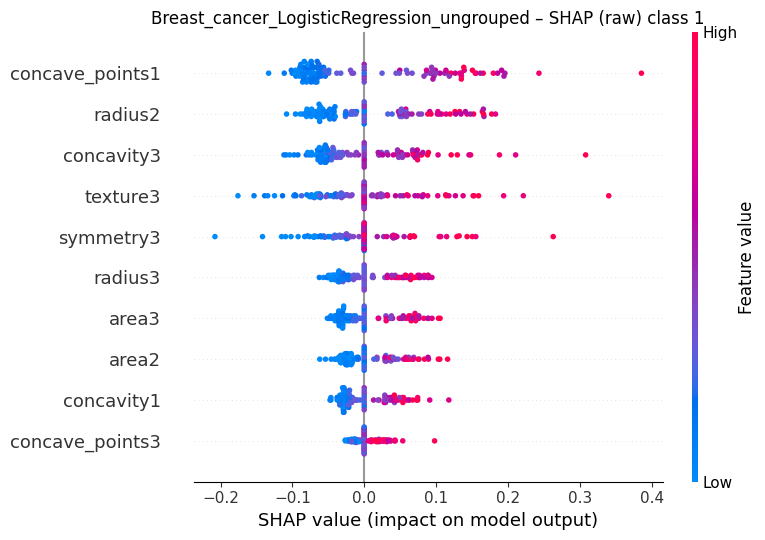 Breast_cancer_LogisticRegression_ungrouped – SHAP (raw) class 1
High
concave_points1
radius2
concavity3
texture3
symmetry3
radius3
area3
area2
concavity1
concave_points3
Feature value
Low
−0.2 −0.1 0.0 0.1 0.2 0.3 0.4
SHAP value (impact on model output)